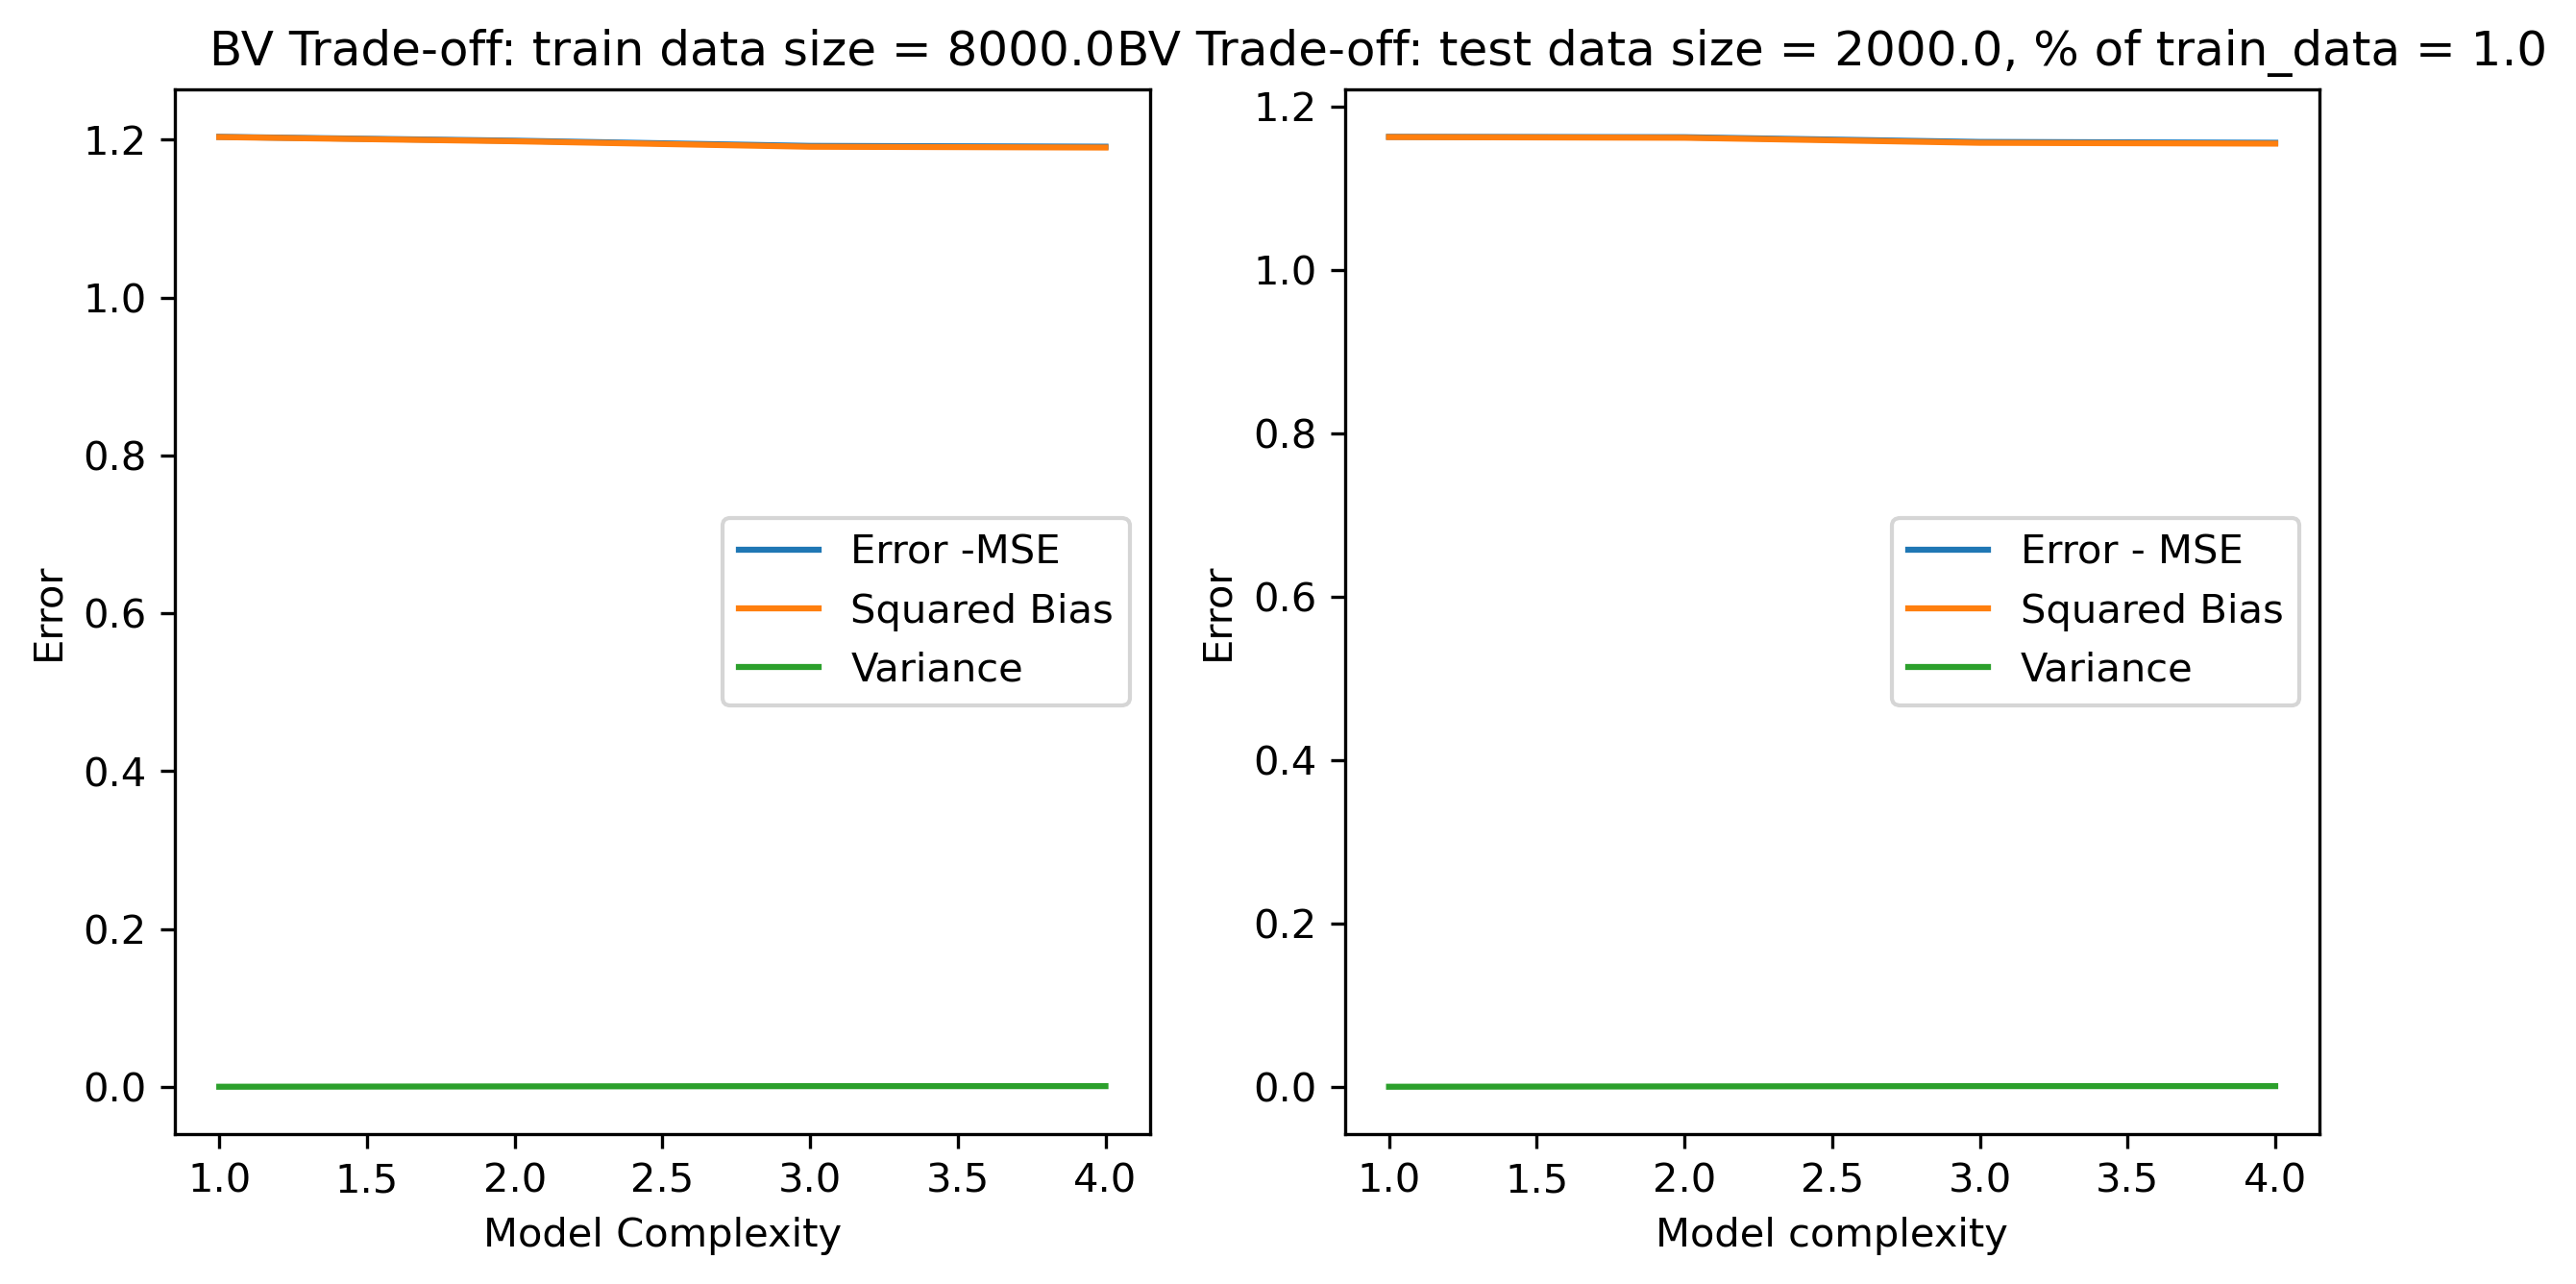 BV Trade-off: train data size = 8000.0
BV Trade-off: test data size = 2000.0, % of train_data = 1.0
Error
1.2
1.0
0.8
0.6
0.4
0.2
0.0
Error -MSE
Squared Bias
Variance
1.0 1.5 2.0 2.5 3.0 3.5 4.0
Model Complexity
Error
1.2
1.0
0.8
0.6
0.4
0.2
0.0
Error - MSE
Squared Bias
Variance
1.0 1.5 2.0 2.5 3.0 3.5 4.0
Model complexity